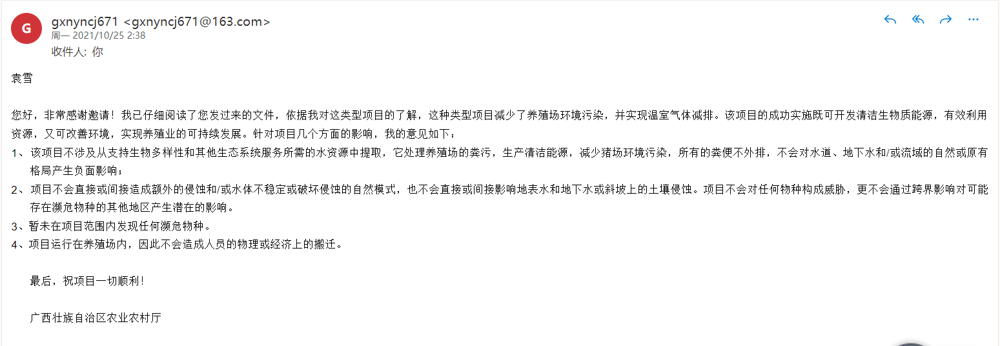 G
gxnyncj671 <gxnyncj671@163.com>
周一 2021/10/25 2:38
收件人: 你
袁雪
您好，非常感谢邀请！我已仔细阅读了您发过来的文件，依据我对这类型项目的了解，这种类型项目减少了养殖场环境污染，并实现温室气体减排。该项目的成功实施既可开发清洁生物质能源，有效利用
资源，又可改善环境，实现养殖业的可持续发展。针对项目几个方面的影响，我的意见如下：
1、该项目不涉及从支持生物多样性和其他生态系统服务所需的水资源中提取，它处理养殖场的粪污，生产清洁能源，减少猪场环境污染，所有的粪便不外排，不会对水道、地下水和/或流域的自然或原有
格局产生负面影响；
2、项目不会直接或间接造成额外的侵蚀和/或水体不稳定或破坏侵蚀的自然模式，也不会直接或间接影响地表水和地下水或斜坡上的土壤侵蚀。项目不会对任何物种构成威胁，更不会通过跨界影响对可能
存在濒危物种的其他地区产生潜在的影响。
3、暂未在项目范围内发现任何濒危物种。
4、项目运行在养殖场内，因此不会造成人员的物理或经济上的搬迁。
最后，祝项目一切顺利！
广西壮族自治区农业农村厅